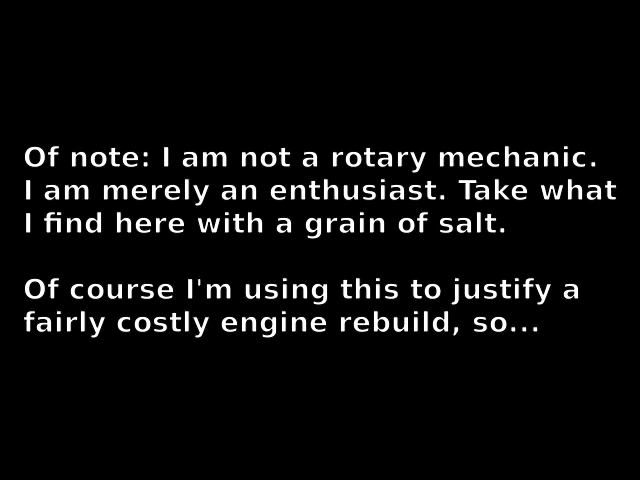 Of note: I am not a rotary mechanic.
I am merely an enthusiast. Take what
I find here with a grain of salt.
Of course I'm using this to justify a
fairly costly engine rebuild, so...